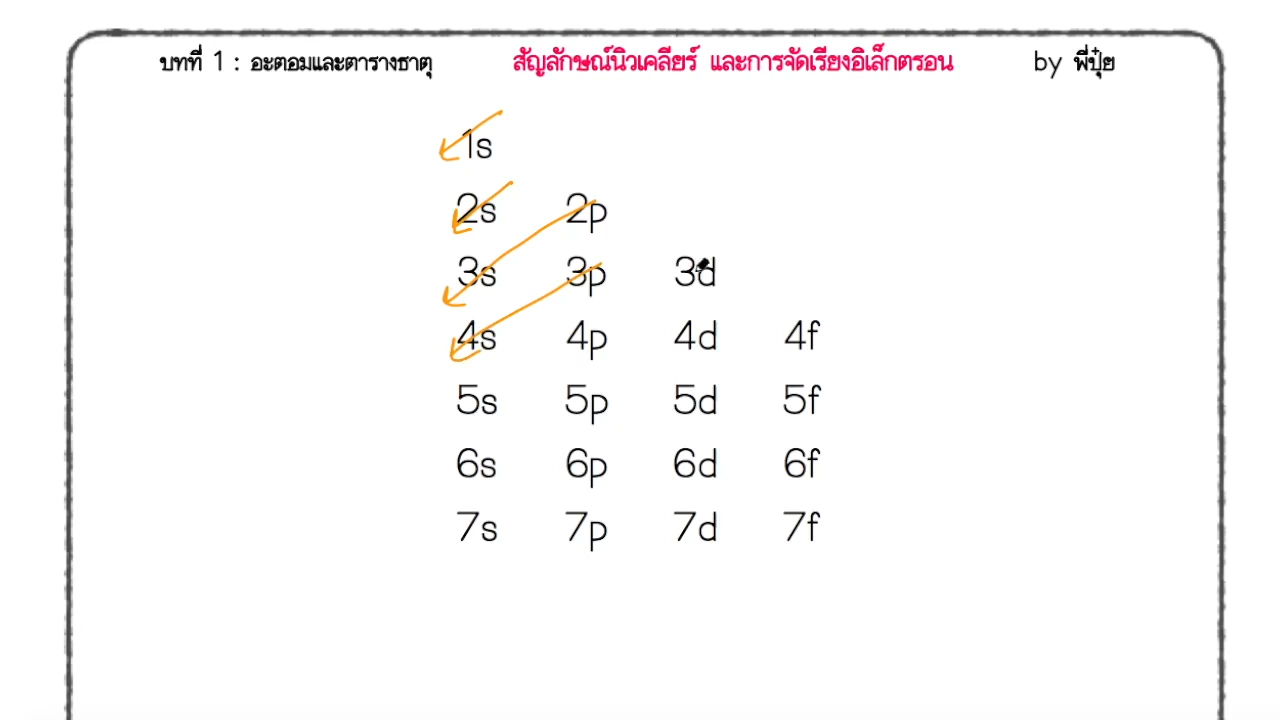 บทที่ 1 : อะตอมและตารางธาตุ สัญลักษณ์นิวเคลียร์ และการจัดเรียงอิเล็กตรอน by พี่ปุ๋ย
1s
2s 2p
3s 3p 3d
4s 4p 4d 4f
5s 5p 5d 5f
6s 6p 6d 6f
7s 7p 7d 7f